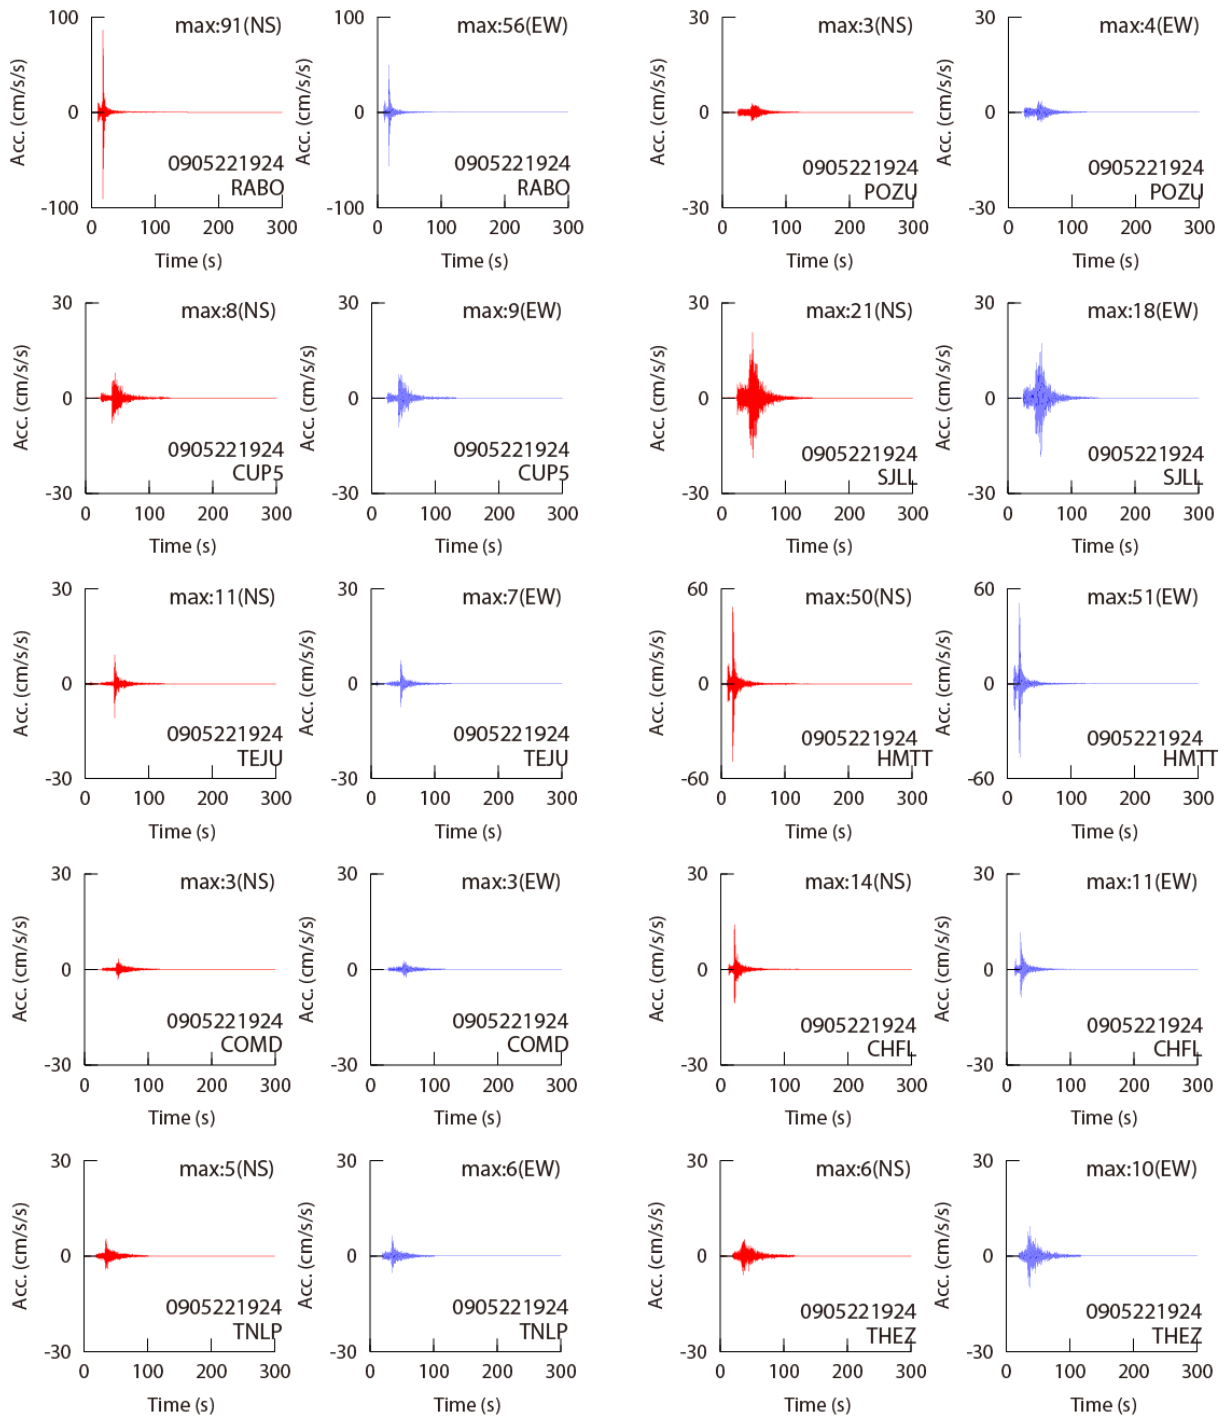 max:91(NS)
Acc. (cm/s/s)
100
0
-100
0905221924
RABO
0 100 200 300
Time (s)
max:56(EW)
Acc. (cm/s/s)
100
0
-100
0905221924
RABO
0 100 200 300
Time (s)
max:3(NS)
Acc. (cm/s/s)
30
0
-30
0905221924
POZU
0 100 200 300
Time (s)
max:4(EW)
Acc. (cm/s/s)
30
0
-30
0905221924
POZU
0 100 200 300
Time (s)
max:8(NS)
Acc. (cm/s/s)
30
0
-30
0905221924
CUP5
0 100 200 300
Time (s)
max:9(EW)
Acc. (cm/s/s)
30
0
-30
0905221924
CUP5
0 100 200 300
Time (s)
max:21(NS)
Acc. (cm/s/s)
30
0
-30
0905221924
SJLL
0 100 200 300
Time (s)
max:18(EW)
Acc. (cm/s/s)
30
0
-30
0905221924
SJLL
0 100 200 300
Time (s)
max:11(NS)
Acc. (cm/s/s)
30
0
-30
0905221924
TEJU
0 100 200 300
Time (s)
max:7(EW)
Acc. (cm/s/s)
30
0
-30
0905221924
TEJU
0 100 200 300
Time (s)
max:50(NS)
Acc. (cm/s/s)
60
0
-60
0905221924
HMTT
0 100 200 300
Time (s)
max:51(EW)
Acc. (cm/s/s)
60
0
-60
0905221924
HMTT
0 100 200 300
Time (s)
max:3(NS)
Acc. (cm/s/s)
30
0
-30
0905221924
COMD
0 100 200 300
Time (s)
max:3(EW)
Acc. (cm/s/s)
30
0
-30
0905221924
COMD
0 100 200 300
Time (s)
max:14(NS)
Acc. (cm/s/s)
30
0
-30
0905221924
CHFL
0 100 200 300
Time (s)
max:11(EW)
Acc. (cm/s/s)
30
0
-30
0905221924
CHFL
0 100 200 300
Time (s)
max:5(NS)
Acc. (cm/s/s)
30
0
-30
0905221924
TNLP
0 100 200 300
Time (s)
max:6(EW)
Acc. (cm/s/s)
30
0
-30
0905221924
TNLP
0 100 200 300
Time (s)
max:6(NS)
Acc. (cm/s/s)
30
0
-30
0905221924
THEZ
0 100 200 300
Time (s)
max:10(EW)
Acc. (cm/s/s)
30
0
-30
0905221924
THEZ
0 100 200 300
Time (s)